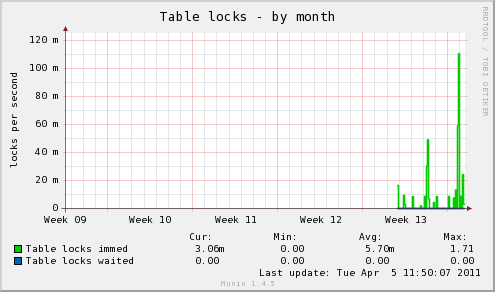 Table locks - by month
RRDTOOL / TOBI OETIKER
locks per second
120 m
100 m
80 m
60 m
40 m
20 m
0
Week 09 Week 10 Week 11 Week 12 Week 13
Cur: Min: Avg: Max:
Table locks immed 3.06m 0.00 5.70m 1.71
Table locks waited 0.00 0.00 0.00 0.00
Last update: Tue Apr  5 11:50:07 2011
Munin 1.4.5